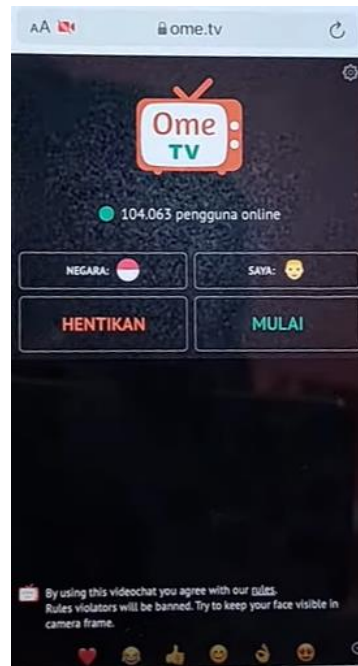 AA
ome.tv
Ome
TV
104.063 pengguna online
NEGARA:
SAYA:
HENTIKAN
MULAI
By using this videochat you agree with our rules.
Rules violators will be banned. Try to keep your face visible in
camera frame.